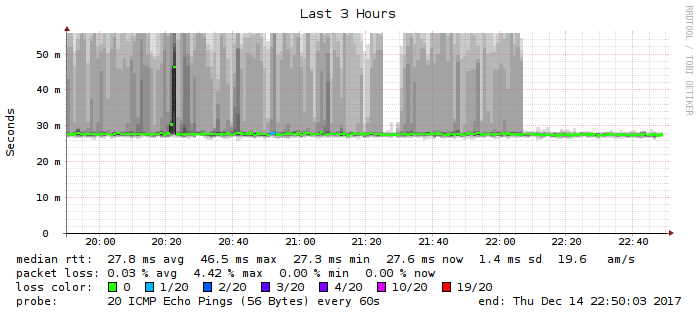 Last 3 Hours
RRDTOOL / TOBI OETIKER
Seconds
50 m
40 m
30 m
20 m
10 m
0
20:00 20:20 20:40 21:00 21:20 21:40 22:00 22:20 22:40
median rtt: 27.8 ms avg 46.5 ms max 27.3 ms min 27.6 ms now 1.4 ms sd 19.6 am/s
packet loss: 0.03 % avg 4.42 % max 0.00 % min 0.00 % now
loss color: 0 1/20 2/20 3/20 4/20 10/20 19/20
probe: 20 ICMP Echo Pings (56 Bytes) every 60s end: Thu Dec 14 22:50:03 2017